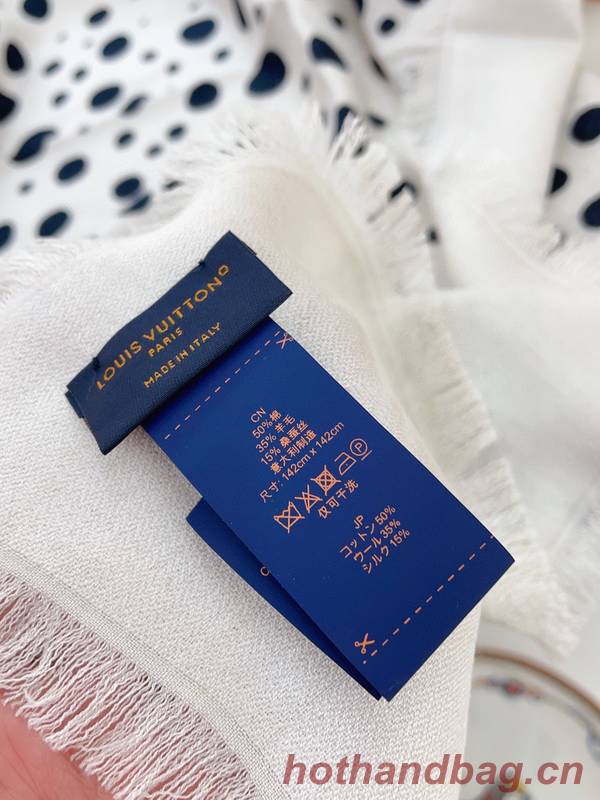 LOUIS VUITTON
PARIS
MADE IN ITALY
CN
50%棉
35% 羊毛
15% 桑蚕丝
意大利制造
尺寸: 142cm x 142cm
P
仅可干洗
JP
コットン 50%
ウール 35%
シルク 15%
C
hothandbag.cn